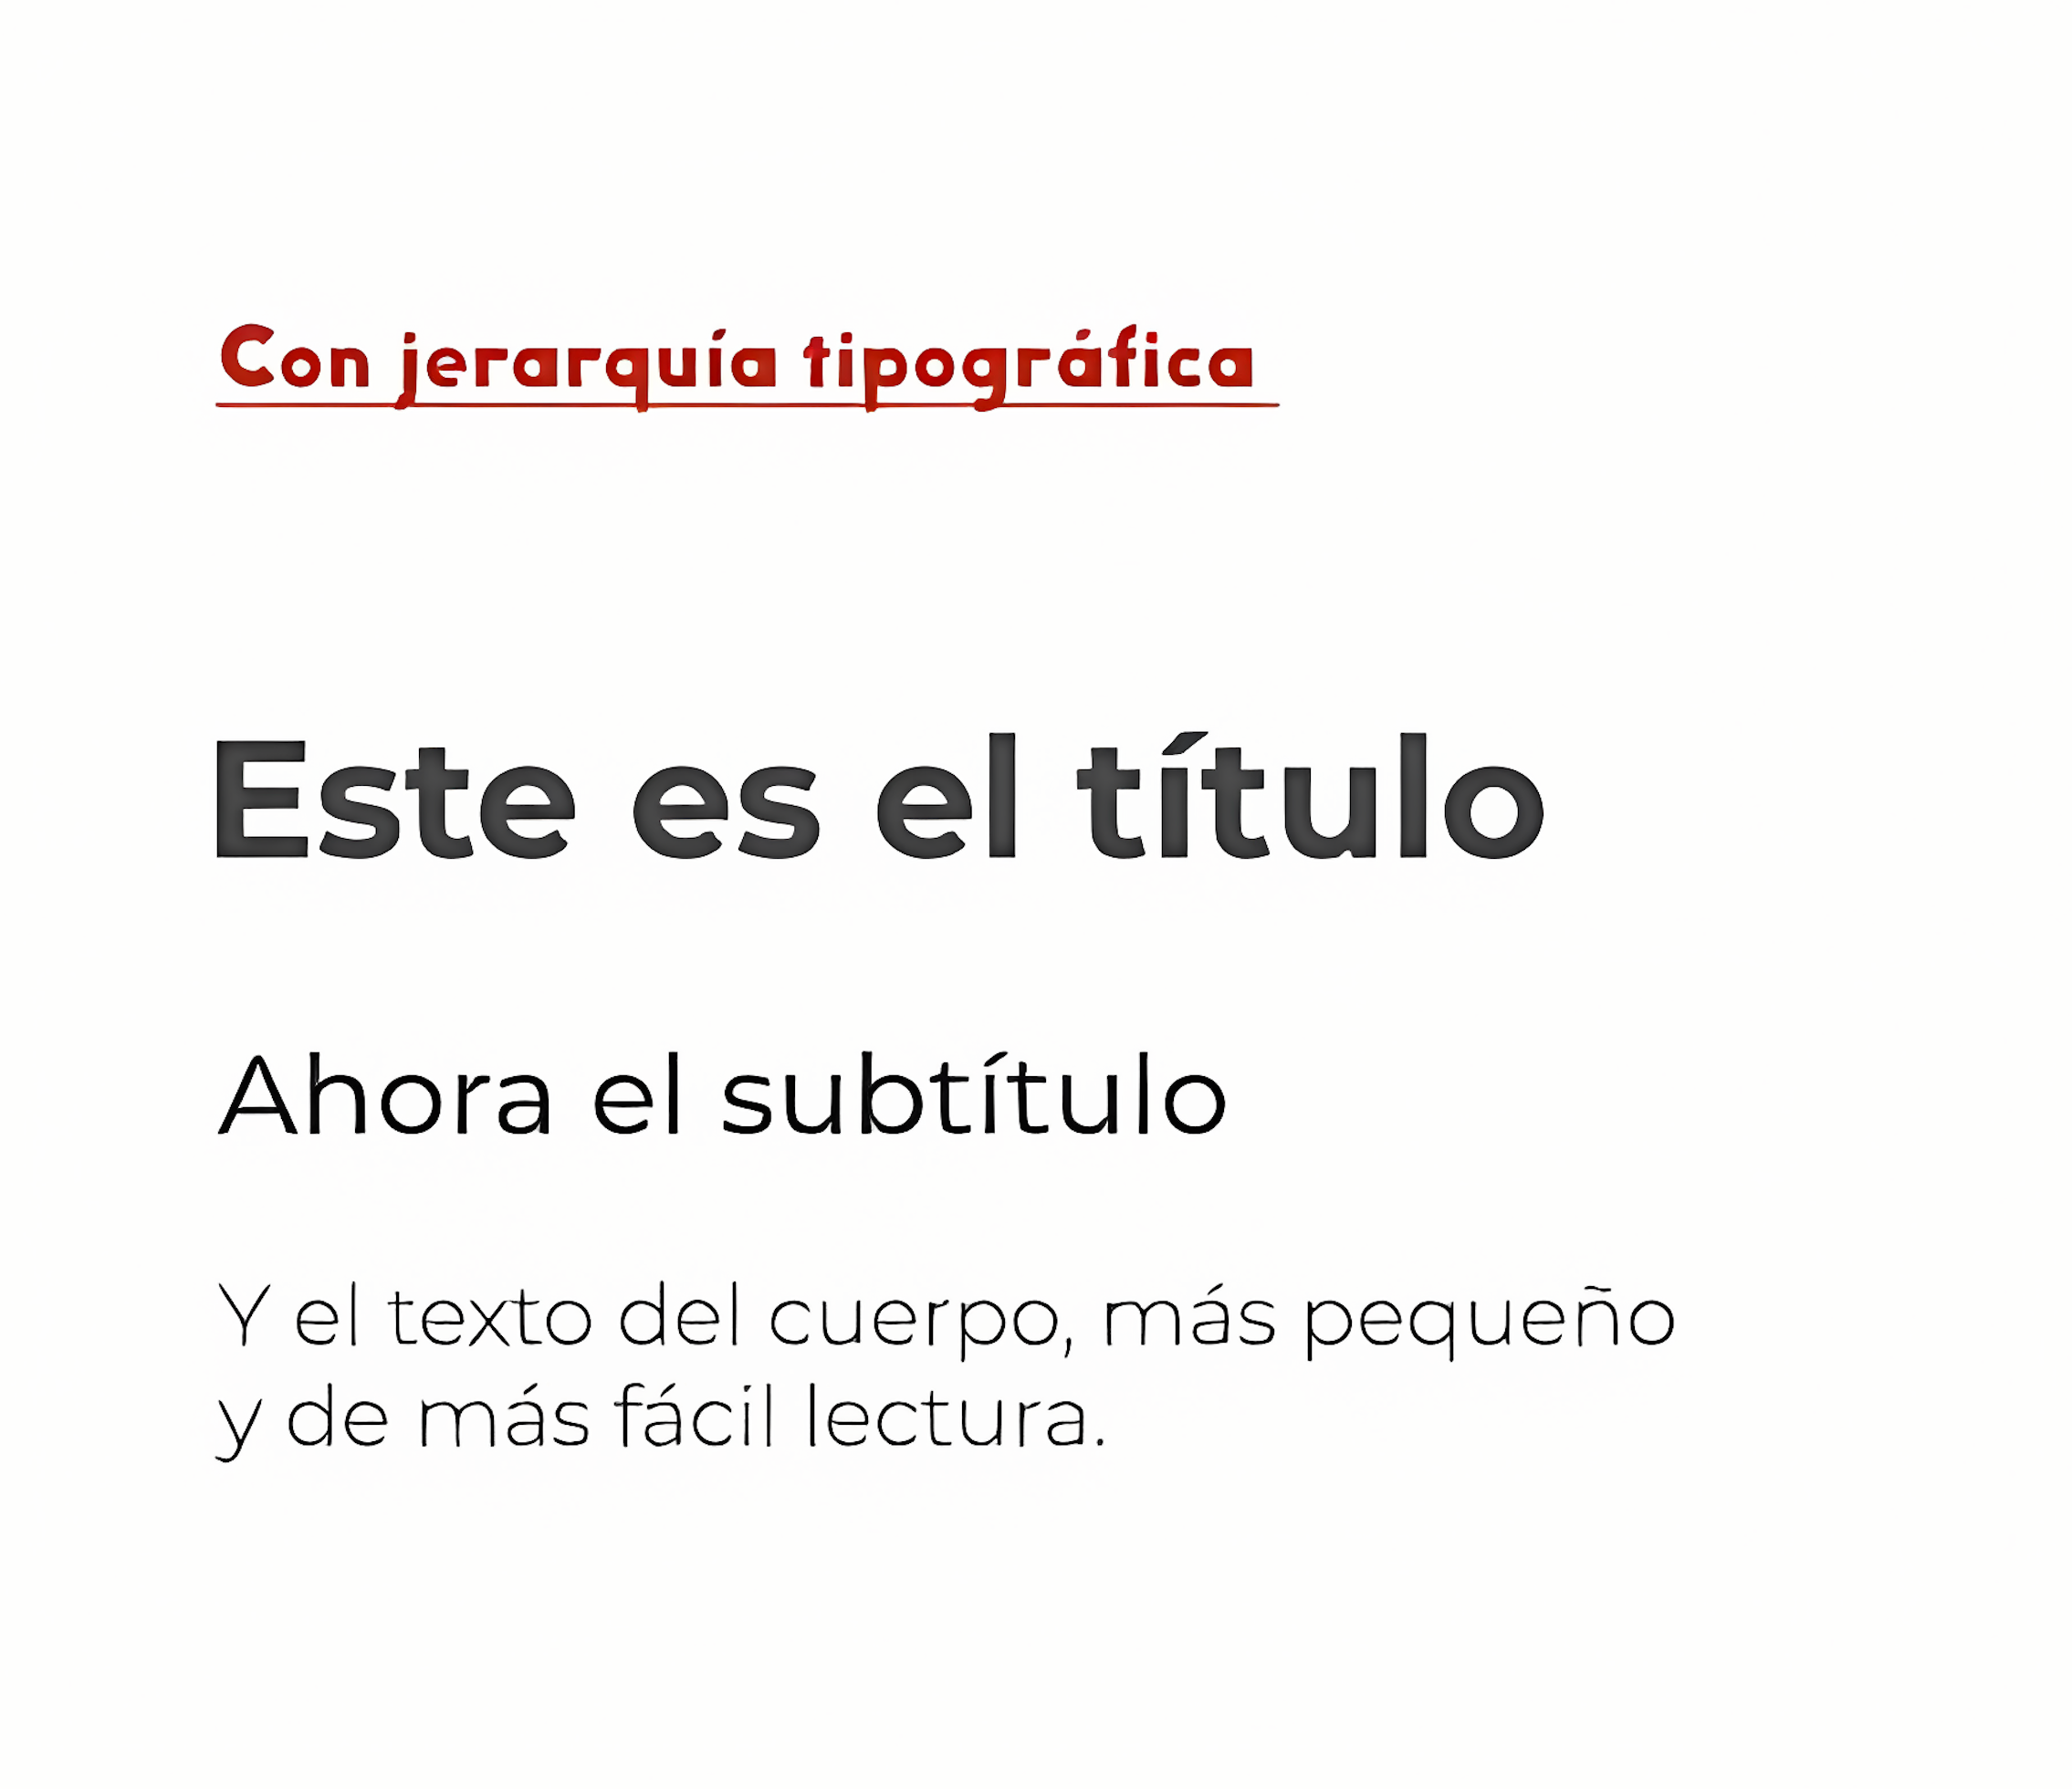 Con jerarquía tipográfica
Este es el título
Ahora el subtítulo
Y el texto del cuerpo, más pequeño
y de más fácil lectura.